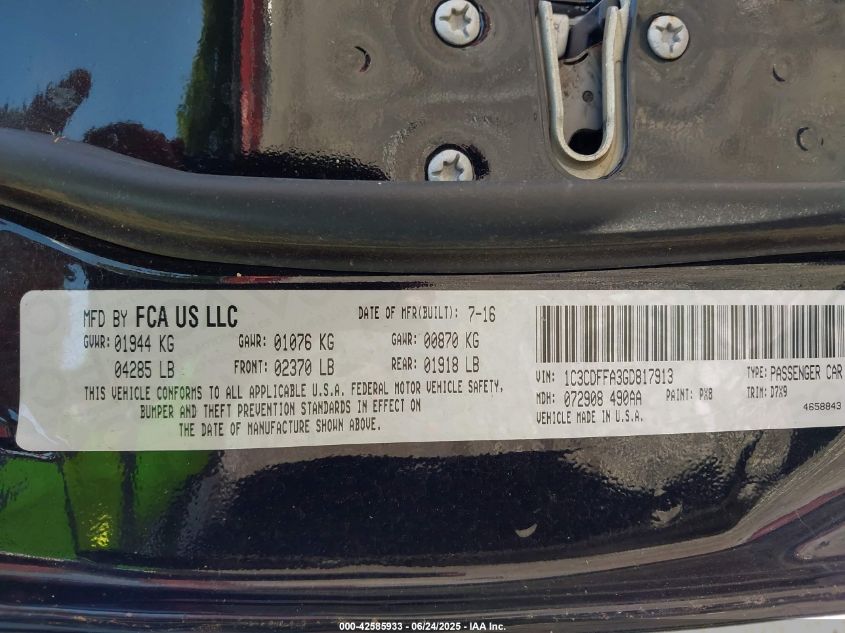 MFD BY FCA US LLC DATE OF MFR(BUILT): 7-16
GVWR: 01944 KG GAWR: 01076 KG GAWR: 00870 KG
04285 LB FRONT: 02370 LB REAR: 01918 LB
THIS VEHICLE CONFORMS TO ALL APPLICABLE U.S.A. FEDERAL MOTOR VEHICLE SAFETY,
BUMPER AND THEFT PREVENTION STANDARDS IN EFFECT ON
THE DATE OF MANUFACTURE SHOWN ABOVE.
VIN: 1C3CDFFA3GD817913 TYPE: PASSENGER CAR
MDH: 072908 490AA PAINT: PX8 TRIM: D7X9
VEHICLE MADE IN U.S.A. 4658843
000-42585933 - 06/24/2025 - IAA Inc.